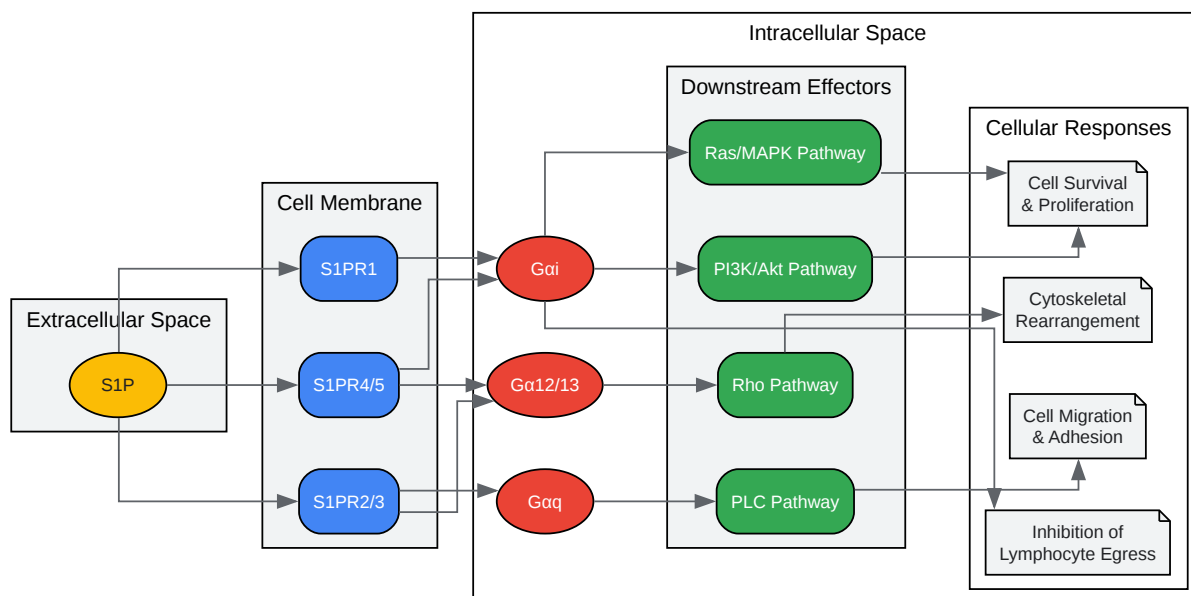 Intracellular Space
Downstream Effectors
Cellular Responses
Ras/MAPK Pathway
Cell Survival
& Proliferation
Cell Membrane
S1PR1
Gαi
PI3K/Akt Pathway
Cytoskeletal
Rearrangement
Extracellular Space
S1P
S1PR4/5
Gα12/13
Rho Pathway
Cell Migration
& Adhesion
S1PR2/3
Gαq
PLC Pathway
Inhibition of
Lymphocyte Egress